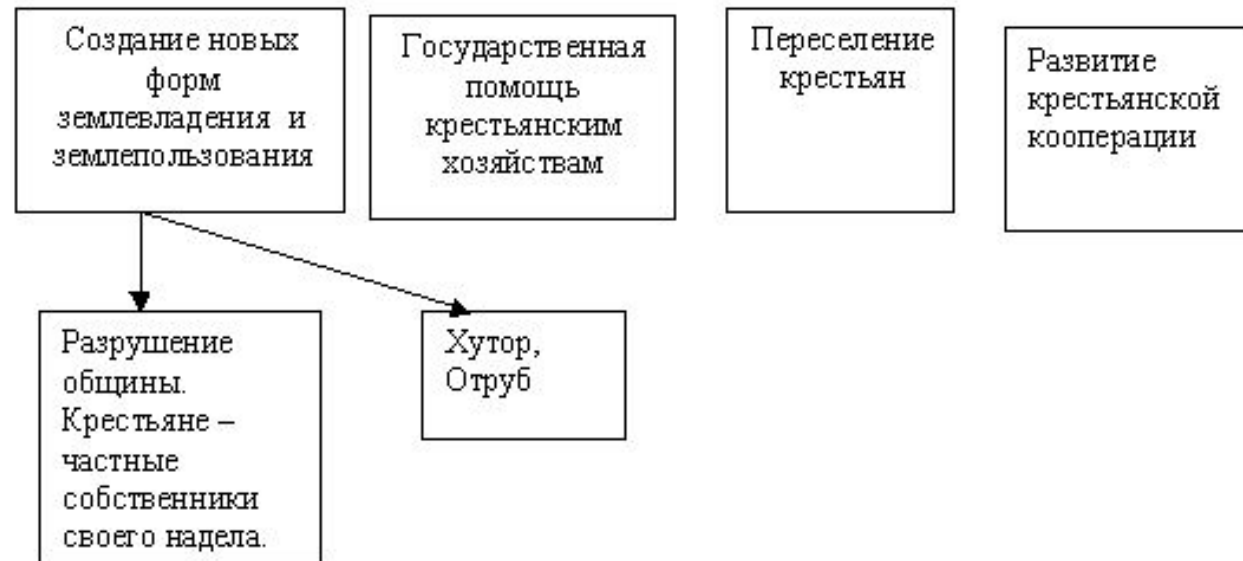 Создание новых
форм
землевладения и
землепользования
Государственная
помощь
крестьянским
хозяйствам
Переселение
крестьян
Развитие
крестьянской
кооперации
Разрушение
общины.
Крестьяне –
частные
собственники
своего надела.
Хутор,
Отруб